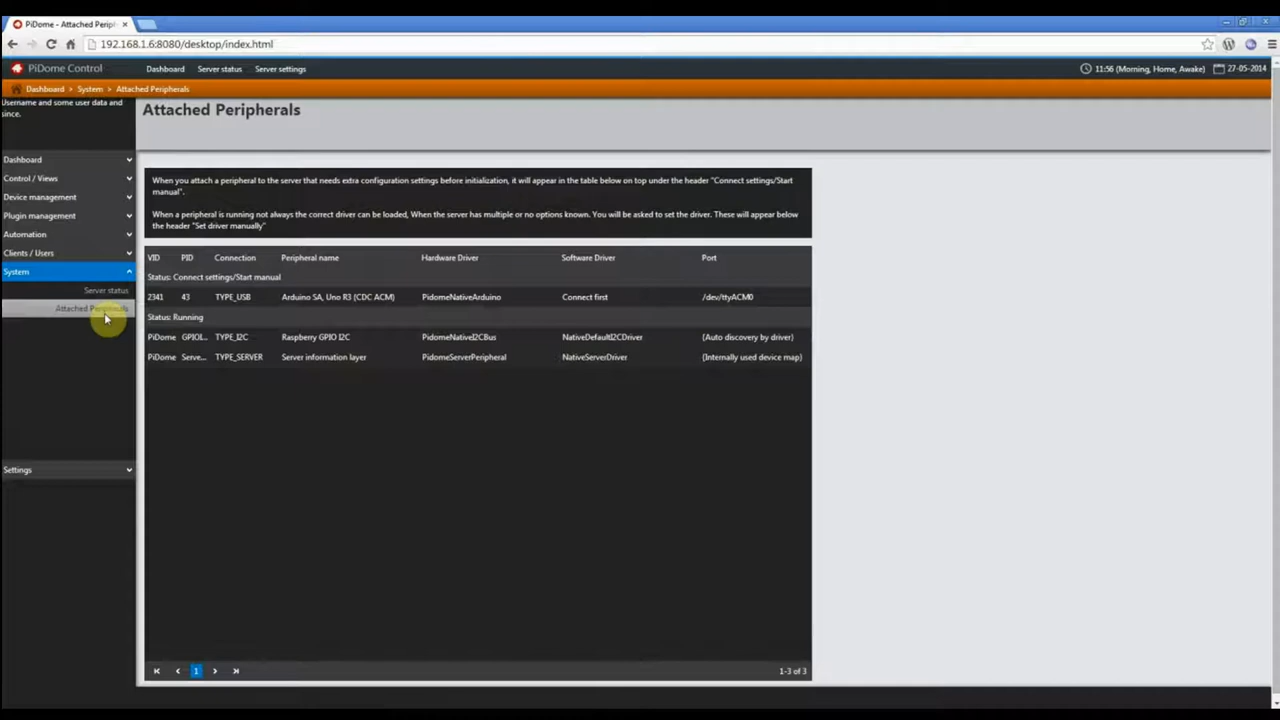 PiDome - Attached Periph
192.168.1.6:8080/desktop/index.html
PiDome Control
Dashboard
Server status
Server settings
11:56 (Morning, Home, Awake)
27-05-2014
Dashboard > System > Attached Peripherals
Username and some user data and
since.
Attached Peripherals
Dashboard
Control / Views
Device management
Plugin management
Automation
Clients / Users
System
Server status
Attached Peripherals
Settings
When you attach a peripheral to the server that needs extra configuration settings before initialization, it will appear in the table below on top under the header "Connect settings/Start
manual".
When a peripheral is running not always the correct driver can be loaded, When the server has multiple or no options known. You will be asked to set the driver. These will appear below
the header "Set driver manually"
VID PID Connection Peripheral name Hardware Driver Software Driver Port
Status: Connect settings/Start manual
2341 43 TYPE_USB Arduino SA, Uno R3 (CDC ACM) PidomeNativeArduino Connect first /dev/ttyACM0
Status: Running
PiDome GPIOI... TYPE_I2C Raspberry GPIO I2C PidomeNativeI2CBus NativeDefaultI2CDriver (Auto discovery by driver)
PiDome Serve... TYPE_SERVER Server information layer PidomeServerPeripheral NativeServerDriver (Internally used device map)
1
1-3 of 3